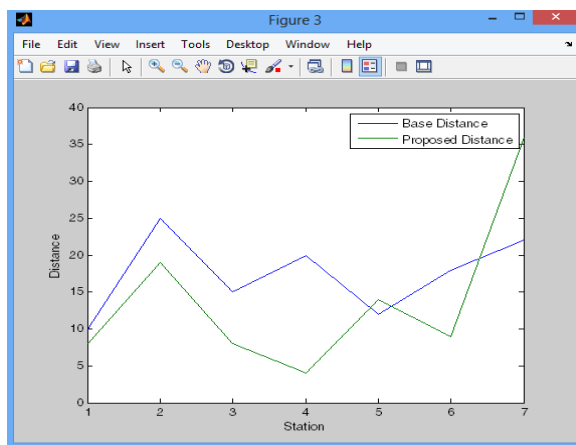 Figure 3
File Edit View Insert Tools Desktop Window Help
40
35
30
25
20
15
10
5
0
Distance
Base Distance
Proposed Distance
1 2 3 4 5 6 7
Station